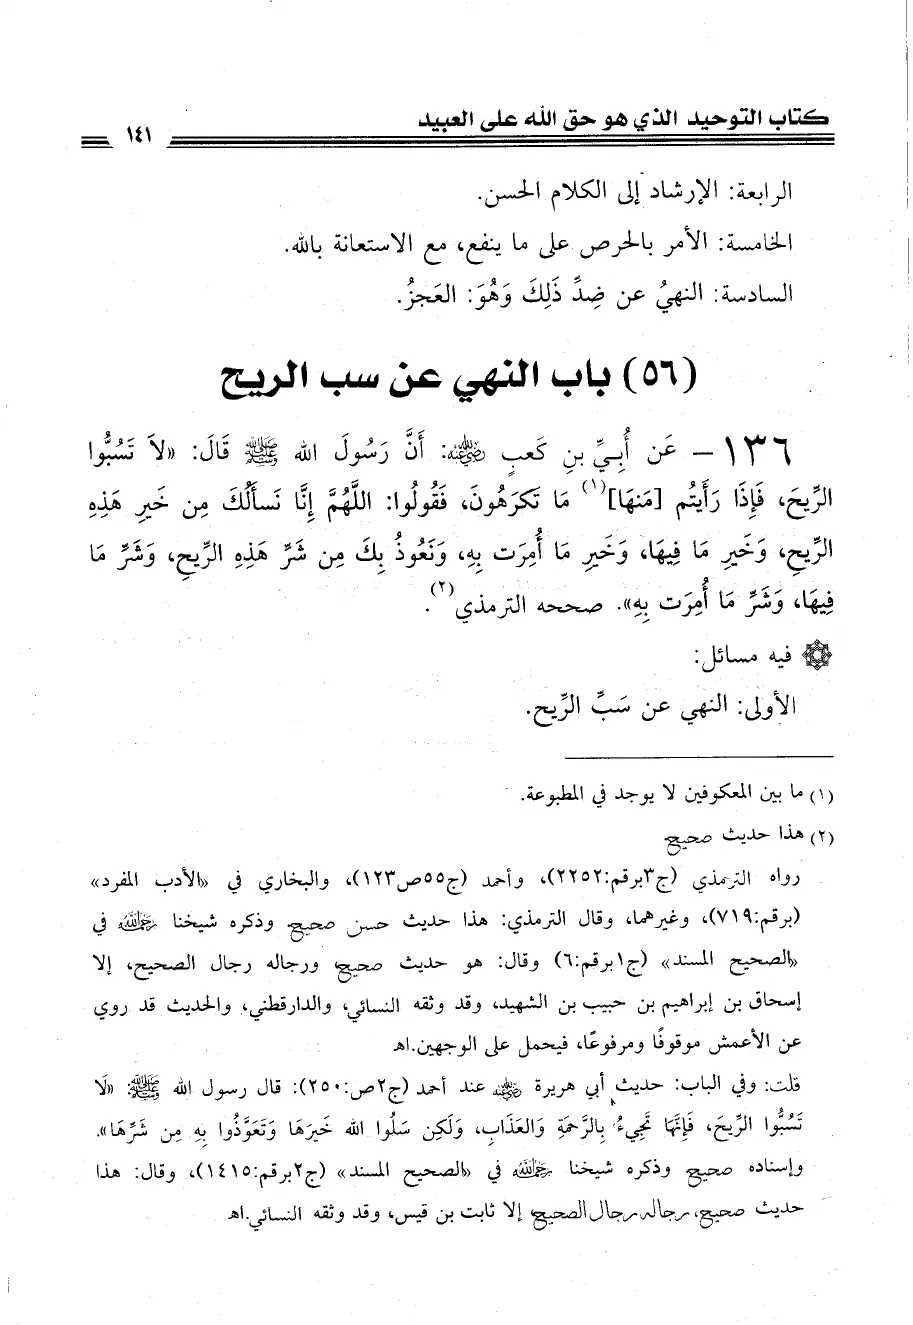 كتاب التوحيد الذي هو حق الله على العبيد
١٤١
الرابعة: الإرشاد إلى الكلام الحسن.
الخامسة: الأمر بالحرص على ما ينفع، مع الاستعانة بالله.
السادسة: النهيُ عن ضِدِّ ذَلِكَ وَهُوَ: العَجزُ.
(٥٦) باب النهي عن سب الريح
١٣٦ – عَن أُبيِّ بنِ كَعبٍ رضي الله عنه: أَنَّ رَسُولَ الله ﷺ قَالَ: «لاَ تَسُبُّوا
الرِّيحَ، فَإِذَا رَأَيتُم [مَنهَا](١) مَا تَكرَهُونَ، فَقُولُوا: اللَّهُمَّ إِنَّا نَسأَلُكَ مِن خَيرِ هَذِهِ
الرِّيحِ، وَخَيرِ مَا فِيهَا، وَخَيرِ مَا أُمِرَت بِهِ، وَنَعُوذُ بِكَ مِن شَرِّ هَذِهِ الرِّيحِ، وَشَرِّ مَا
فِيهَا، وَشَرِّ مَا أُمِرَت بِهِ». صححه الترمذي(٢).
فيه مسائل:
الأولى: النهي عن سَبِّ الرِّيح.
(١) ما بين المعكوفين لا يوجد في المطبوعة.
(٢) هذا حديث صحيح
رواه الترمذي (ج٣برقم:٢٢٥٢)، وأحمد (ج٥ص١٢٣)، والبخاري في «الأدب المفرد»
(برقم:٧١٩)، وغيرهما، وقال الترمذي: هذا حديث حسن صحيح وذكره شيخنا رحمه الله في
«الصحيح المسند» (ج١برقم:٦) وقال: هو حديث صحيح، ورجاله رجال الصحيح، إلا
إسحاق بن إبراهيم بن حبيب بن الشهيد، وقد وثقه النسائي، والدارقطني، والحديث قد روي
عن الأعمش موقوفًا ومرفوعًا، فيحمل على الوجهين.اهـ
قلت: وفي الباب: حديث أبي هريرة رضي الله عنه عند أحمد (ج٢ص:٢٥٠): قال رسول الله ﷺ: «لَا
تَسُبُّوا الرِّيحَ، فَإِنَّهَا تَجِيءُ بِالرَّحمَةِ وَالعَذَابِ، وَلَكِن سَلُوا الله خَيرَهَا وَتَعَوَّذُوا بِهِ مِن شَرِّهَا».
وإسناده صحيح وذكره شيخنا رحمه الله في «الصحيح المسند» (ج٢برقم:١٤١٥)، وقال: هذا
حديث صحيح، رجاله رجال الصحيح، إلا ثابت بن قيس، وقد وثقه النسائي.اهـ